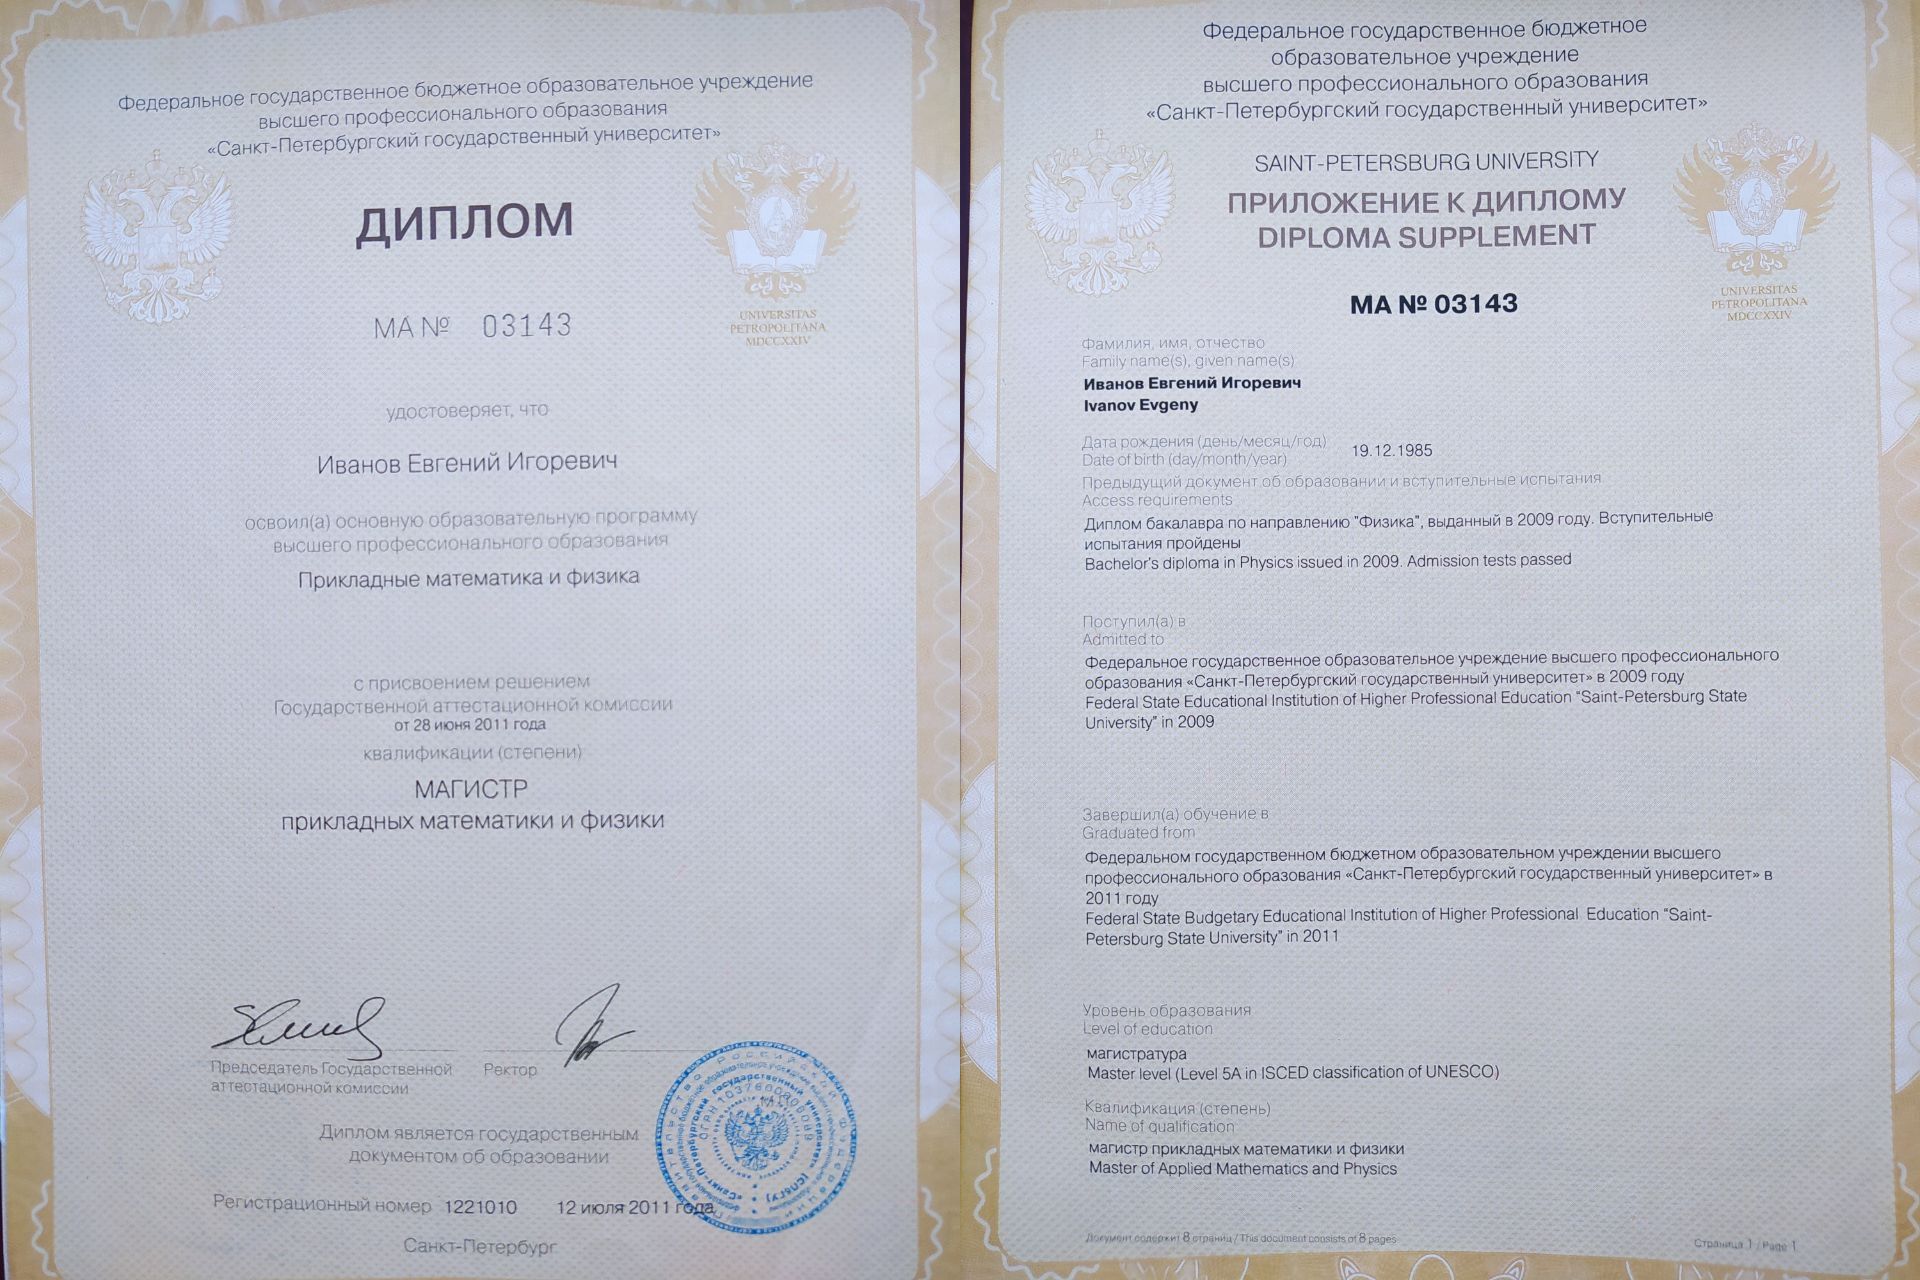 Федеральное государственное бюджетное образовательное учреждение
высшего профессионального образования
«Санкт-Петербургский государственный университет»
ДИПЛОМ
UNIVERSITAS
PETROPOLITANA
MDCCXXIV
МА № 03143
удостоверяет, что
Иванов Евгений Игоревич
освоил(а) основную образовательную программу
высшего профессионального образования
Прикладные математика и физика
с присвоением решением
Государственной аттестационной комиссии
от 28 июня 2011 года
квалификации (степени)
МАГИСТР
прикладных математики и физики
Председатель Государственной
аттестационной комиссии
Ректор
Диплом является государственным
документом об образовании
Регистрационный номер 1221010 12 июля 2011 года
Санкт-Петербург
Федеральное государственное бюджетное
образовательное учреждение
высшего профессионального образования
«Санкт-Петербургский государственный университет»
SAINT-PETERSBURG UNIVERSITY
ПРИЛОЖЕНИЕ К ДИПЛОМУ
DIPLOMA SUPPLEMENT
UNIVERSITAS
PETROPOLITANA
MDCCXXIV
МА № 03143
Фамилия, имя, отчество
Family name(s), given name(s)
Иванов Евгений Игоревич
Ivanov Evgeny
Дата рождения (день/месяц/год)
Date of birth (day/month/year)
19.12.1985
Предыдущий документ об образовании и вступительные испытания
Access requirements
Диплом бакалавра по направлению "Физика", выданный в 2009 году. Вступительные
испытания пройдены
Bachelor's diploma in Physics issued in 2009. Admission tests passed
Поступил(а) в
Admitted to
Федеральное государственное образовательное учреждение высшего профессионального
образования «Санкт-Петербургский государственный университет» в 2009 году
Federal State Educational Institution of Higher Professional Education "Saint-Petersburg State
University" in 2009
Завершил(а) обучение в
Graduated from
Федеральном государственном бюджетном образовательном учреждении высшего
профессионального образования «Санкт-Петербургский государственный университет» в
2011 году
Federal State Budgetary Educational Institution of Higher Professional Education "Saint-
Petersburg State University" in 2011
Уровень образования
Level of education
магистратура
Master level (Level 5A in ISCED classification of UNESCO)
Квалификация (степень)
Name of qualification
магистр прикладных математики и физики
Master of Applied Mathematics and Physics
Документ содержит 8 страниц / This document consists of 8 pages
Страница 1 / Page 1